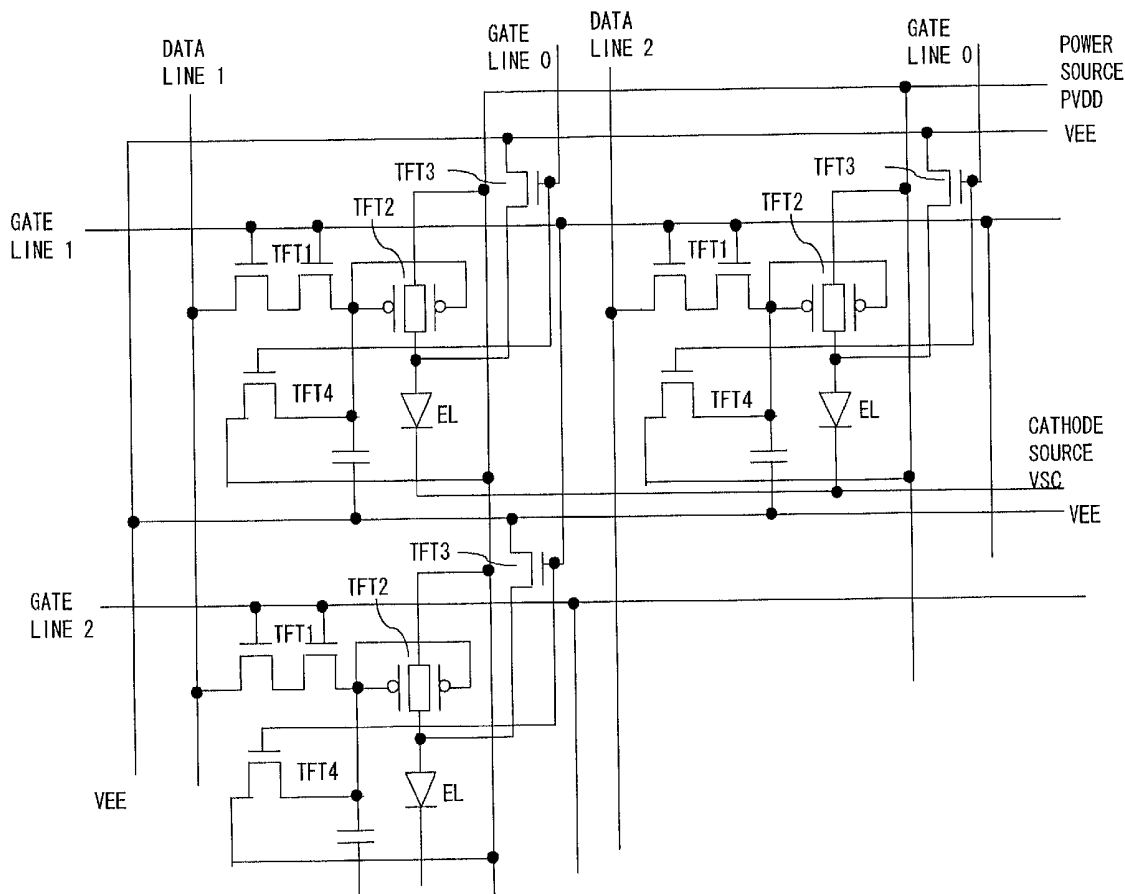 DATA
LINE 1
GATE
LINE 0
DATA
LINE 2
GATE
LINE 0
POWER
SOURCE
PVDD
VEE
TFT3
TFT3
TFT2
TFT2
GATE
LINE 1
TFT1
TFT1
TFT4
EL
TFT4
EL
CATHODE
SOURCE
VSC
VEE
TFT3
TFT2
GATE
LINE 2
TFT1
TFT4
EL
VEE